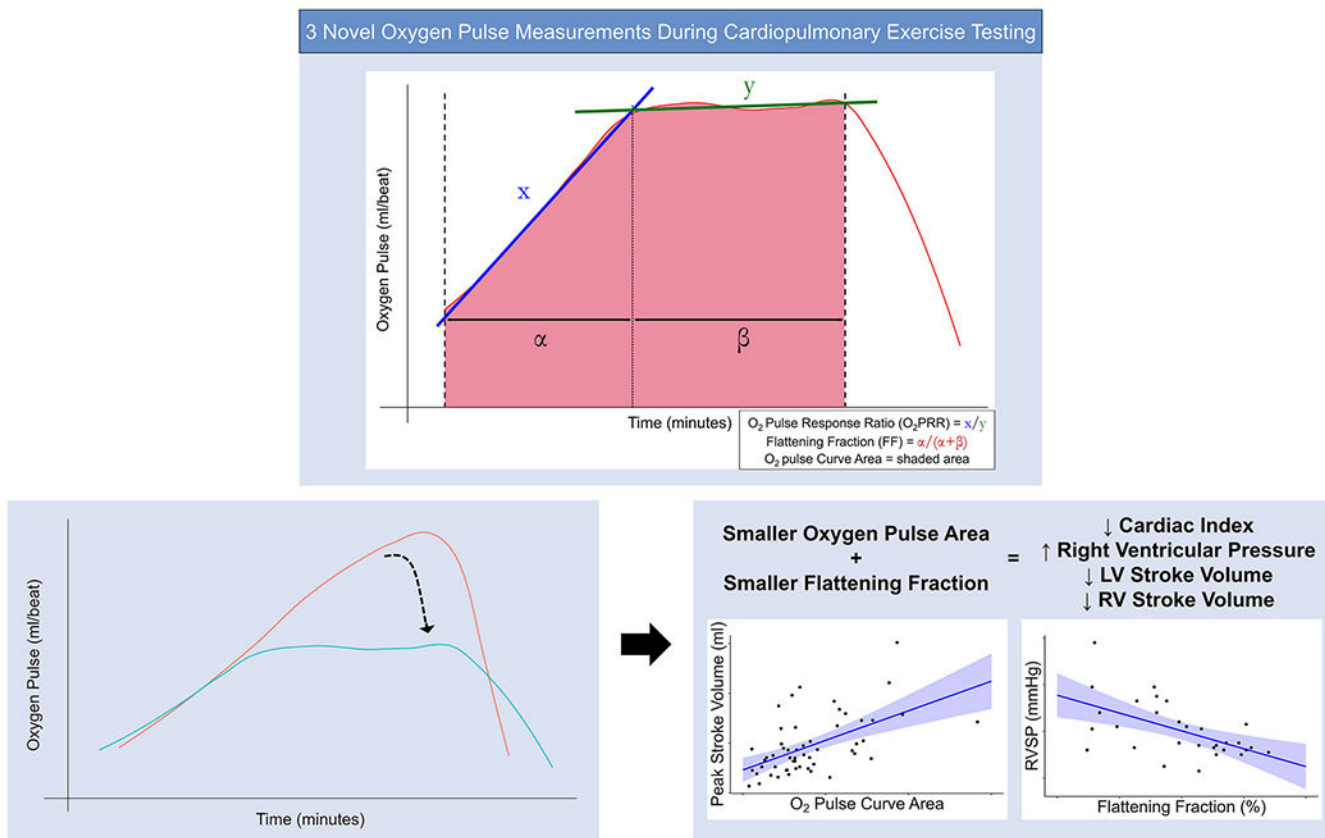 3 Novel Oxygen Pulse Measurements During Cardiopulmonary Exercise Testing
y
x
Oxygen Pulse (ml/beat)
α
β
Time (minutes)
O₂ Pulse Response Ratio (O₂PRR) = x/y
Flattening Fraction (FF) = α/(α+β)
O₂ pulse Curve Area = shaded area
Oxygen Pulse (ml/beat)
Time (minutes)
Smaller Oxygen Pulse Area
+
Smaller Flattening Fraction
=
↓ Cardiac Index
↑ Right Ventricular Pressure
↓ LV Stroke Volume
↓ RV Stroke Volume
Peak Stroke Volume (ml)
O₂ Pulse Curve Area
RVSP (mmHg)
Flattening Fraction (%)